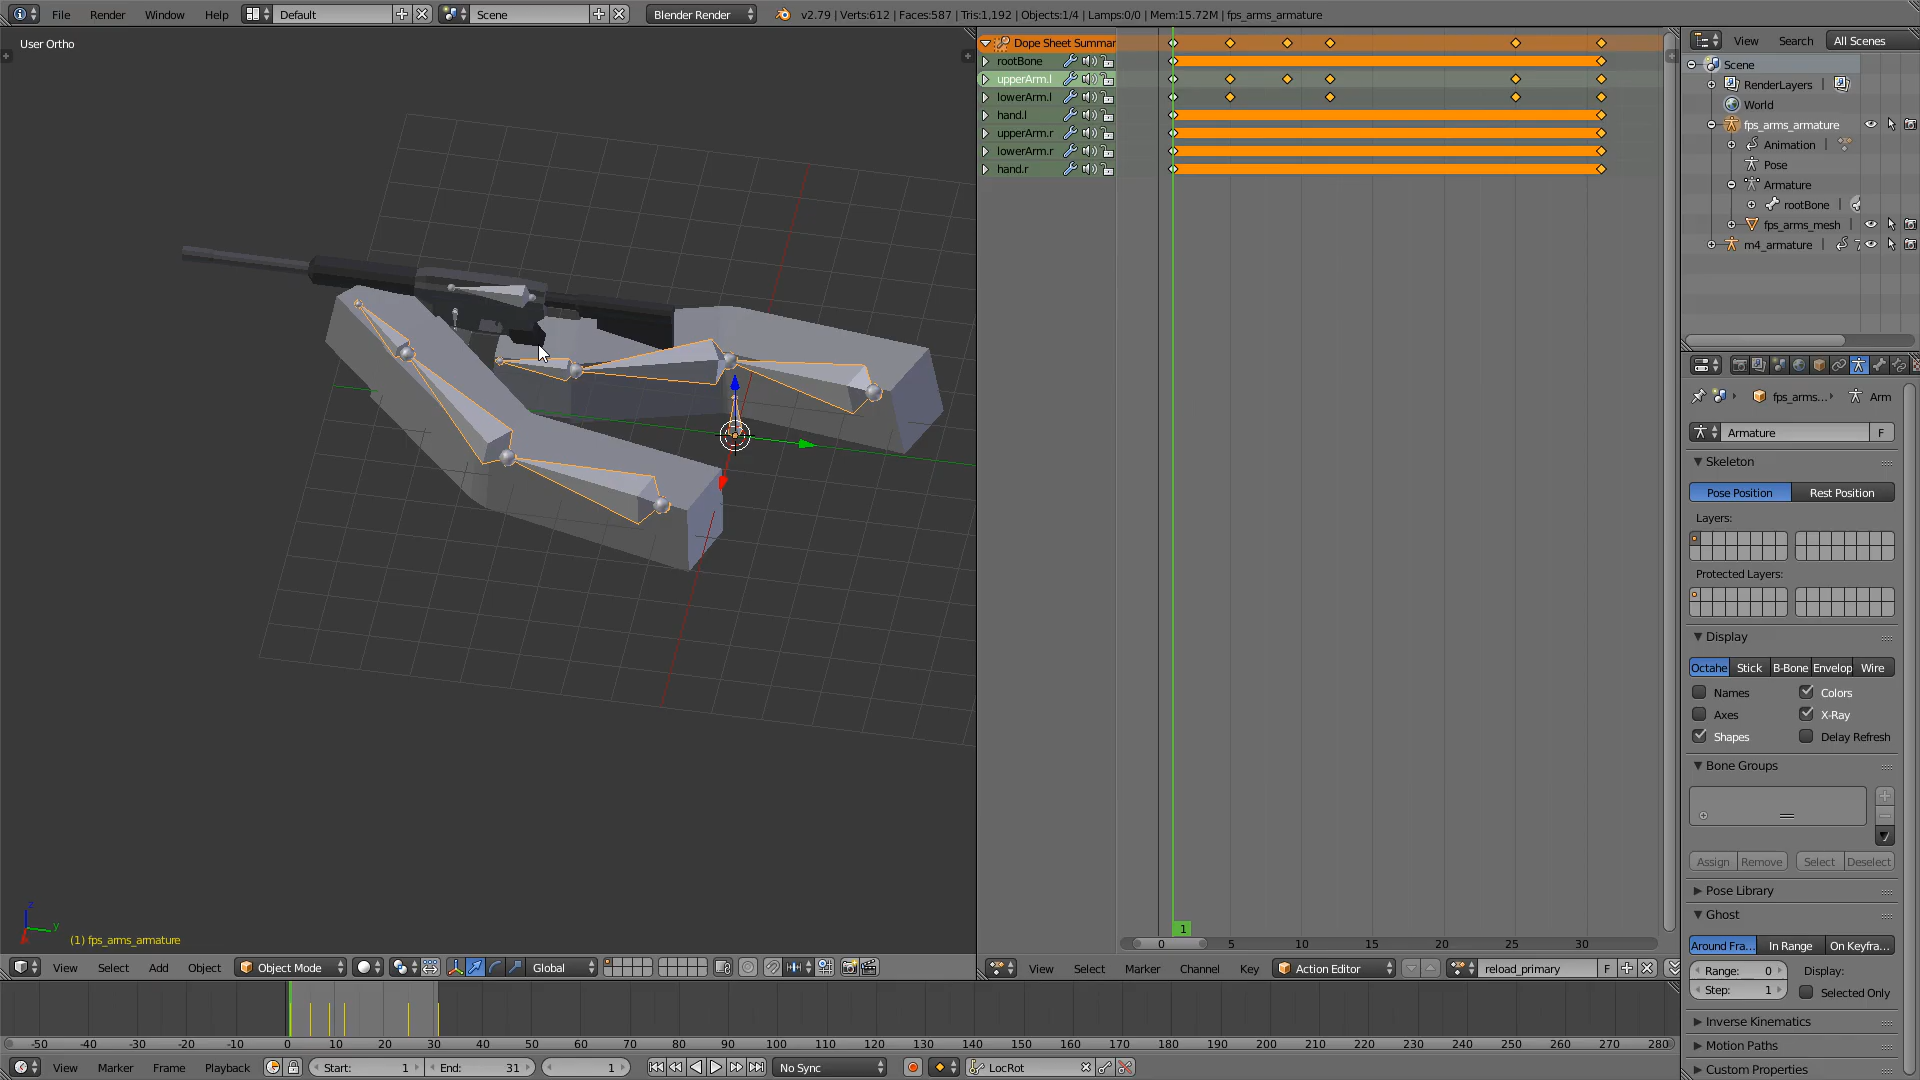 File Render Window Help Default Scene Blender Render v2.79 | Verts:612 | Faces:587 | Tris:1,192 | Objects:1/4 | Lamps:0/0 | Mem:15.72M | fps_arms_armature
User Ortho
Dope Sheet Summar
rootBone
upperArm.l
lowerArm.l
hand.l
upperArm.r
lowerArm.r
hand.r
View Search All Scenes
Scene
RenderLayers |
World
fps_arms_armature
Animation |
Pose
Armature
rootBone |
fps_arms_mesh
m4_armature |
fps_arms... Arm
Armature F
Skeleton
Pose Position Rest Position
Layers:
Protected Layers:
Display
Octahe Stick B-Bone Envelop Wire
Names Colors
Axes X-Ray
Shapes Delay Refresh
Bone Groups
Assign Remove Select Deselect
Pose Library
Ghost
Around Fra... In Range On Keyfra...
Range: 0 Display:
Step: 1 Selected Only
Inverse Kinematics
Motion Paths
Custom Properties
z
y
(1) fps_arms_armature
1
0 5 10 15 20 25 30
View Select Add Object Object Mode Global
View Select Marker Channel Key Action Editor reload_primary F
-50 -40 -30 -20 -10 0 10 20 30 40 50 60 70 80 90 100 110 120 130 140 150 160 170 180 190 200 210 220 230 240 250 260 270 280
View Marker Frame Playback Start: 1 End: 31 1 No Sync LocRot